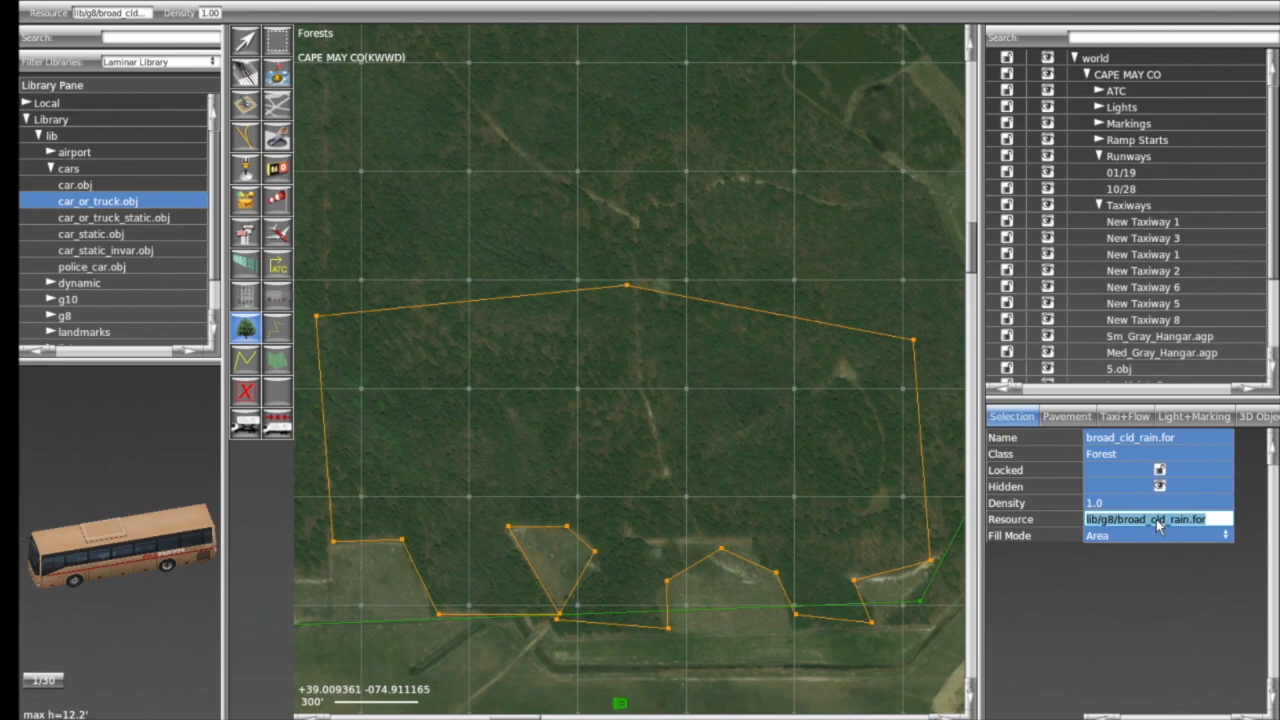 Resource lib/g8/broad_cld... Density 1.00
Search:
Filter Libraries: Laminar Library
Library Pane
Local
Library
lib
airport
cars
car.obj
car_or_truck.obj
car_or_truck_static.obj
car_static.obj
car_static_invar.obj
police_car.obj
dynamic
g10
g8
landmarks
1/30
max h=12.2'
ATC
Forests
CAPE MAY CO(KWWD)
+39.009361 -074.911165
300'
Search:
world
CAPE MAY CO
ATC
Lights
Markings
Ramp Starts
Runways
01/19
10/28
Taxiways
New Taxiway 1
New Taxiway 3
New Taxiway 1
New Taxiway 2
New Taxiway 6
New Taxiway 5
New Taxiway 8
Sm_Gray_Hangar.agp
Med_Gray_Hangar.agp
5.obj
Selection Pavement Taxi+Flow Light+Marking 3D Obje
Name broad_cld_rain.for
Class Forest
Locked
Hidden
Density 1.0
Resource lib/g8/broad_cld_rain.for
Fill Mode Area